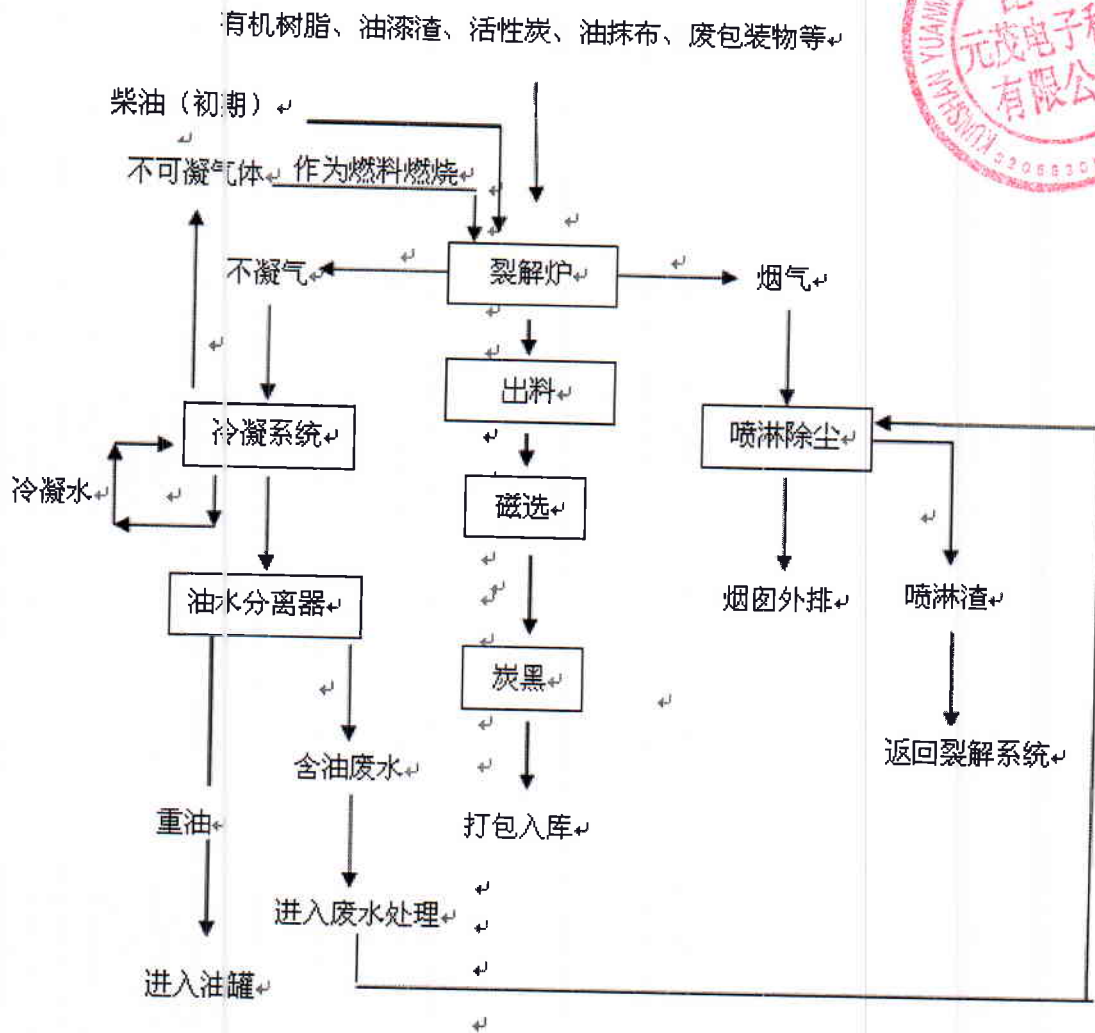 有机树脂、油漆渣、活性炭、油抹布、废包装物等
元茂电子科
有限公
KUNSHAN YUANM
柴油（初期）
不可凝气体 作为燃料燃烧
不凝气
裂解炉
烟气
出料
冷凝系统
喷淋除尘
冷凝水
磁选
油水分离器
烟囱外排
喷淋渣
炭黑
含油废水
返回裂解系统
重油
打包入库
进入废水处理
进入油罐